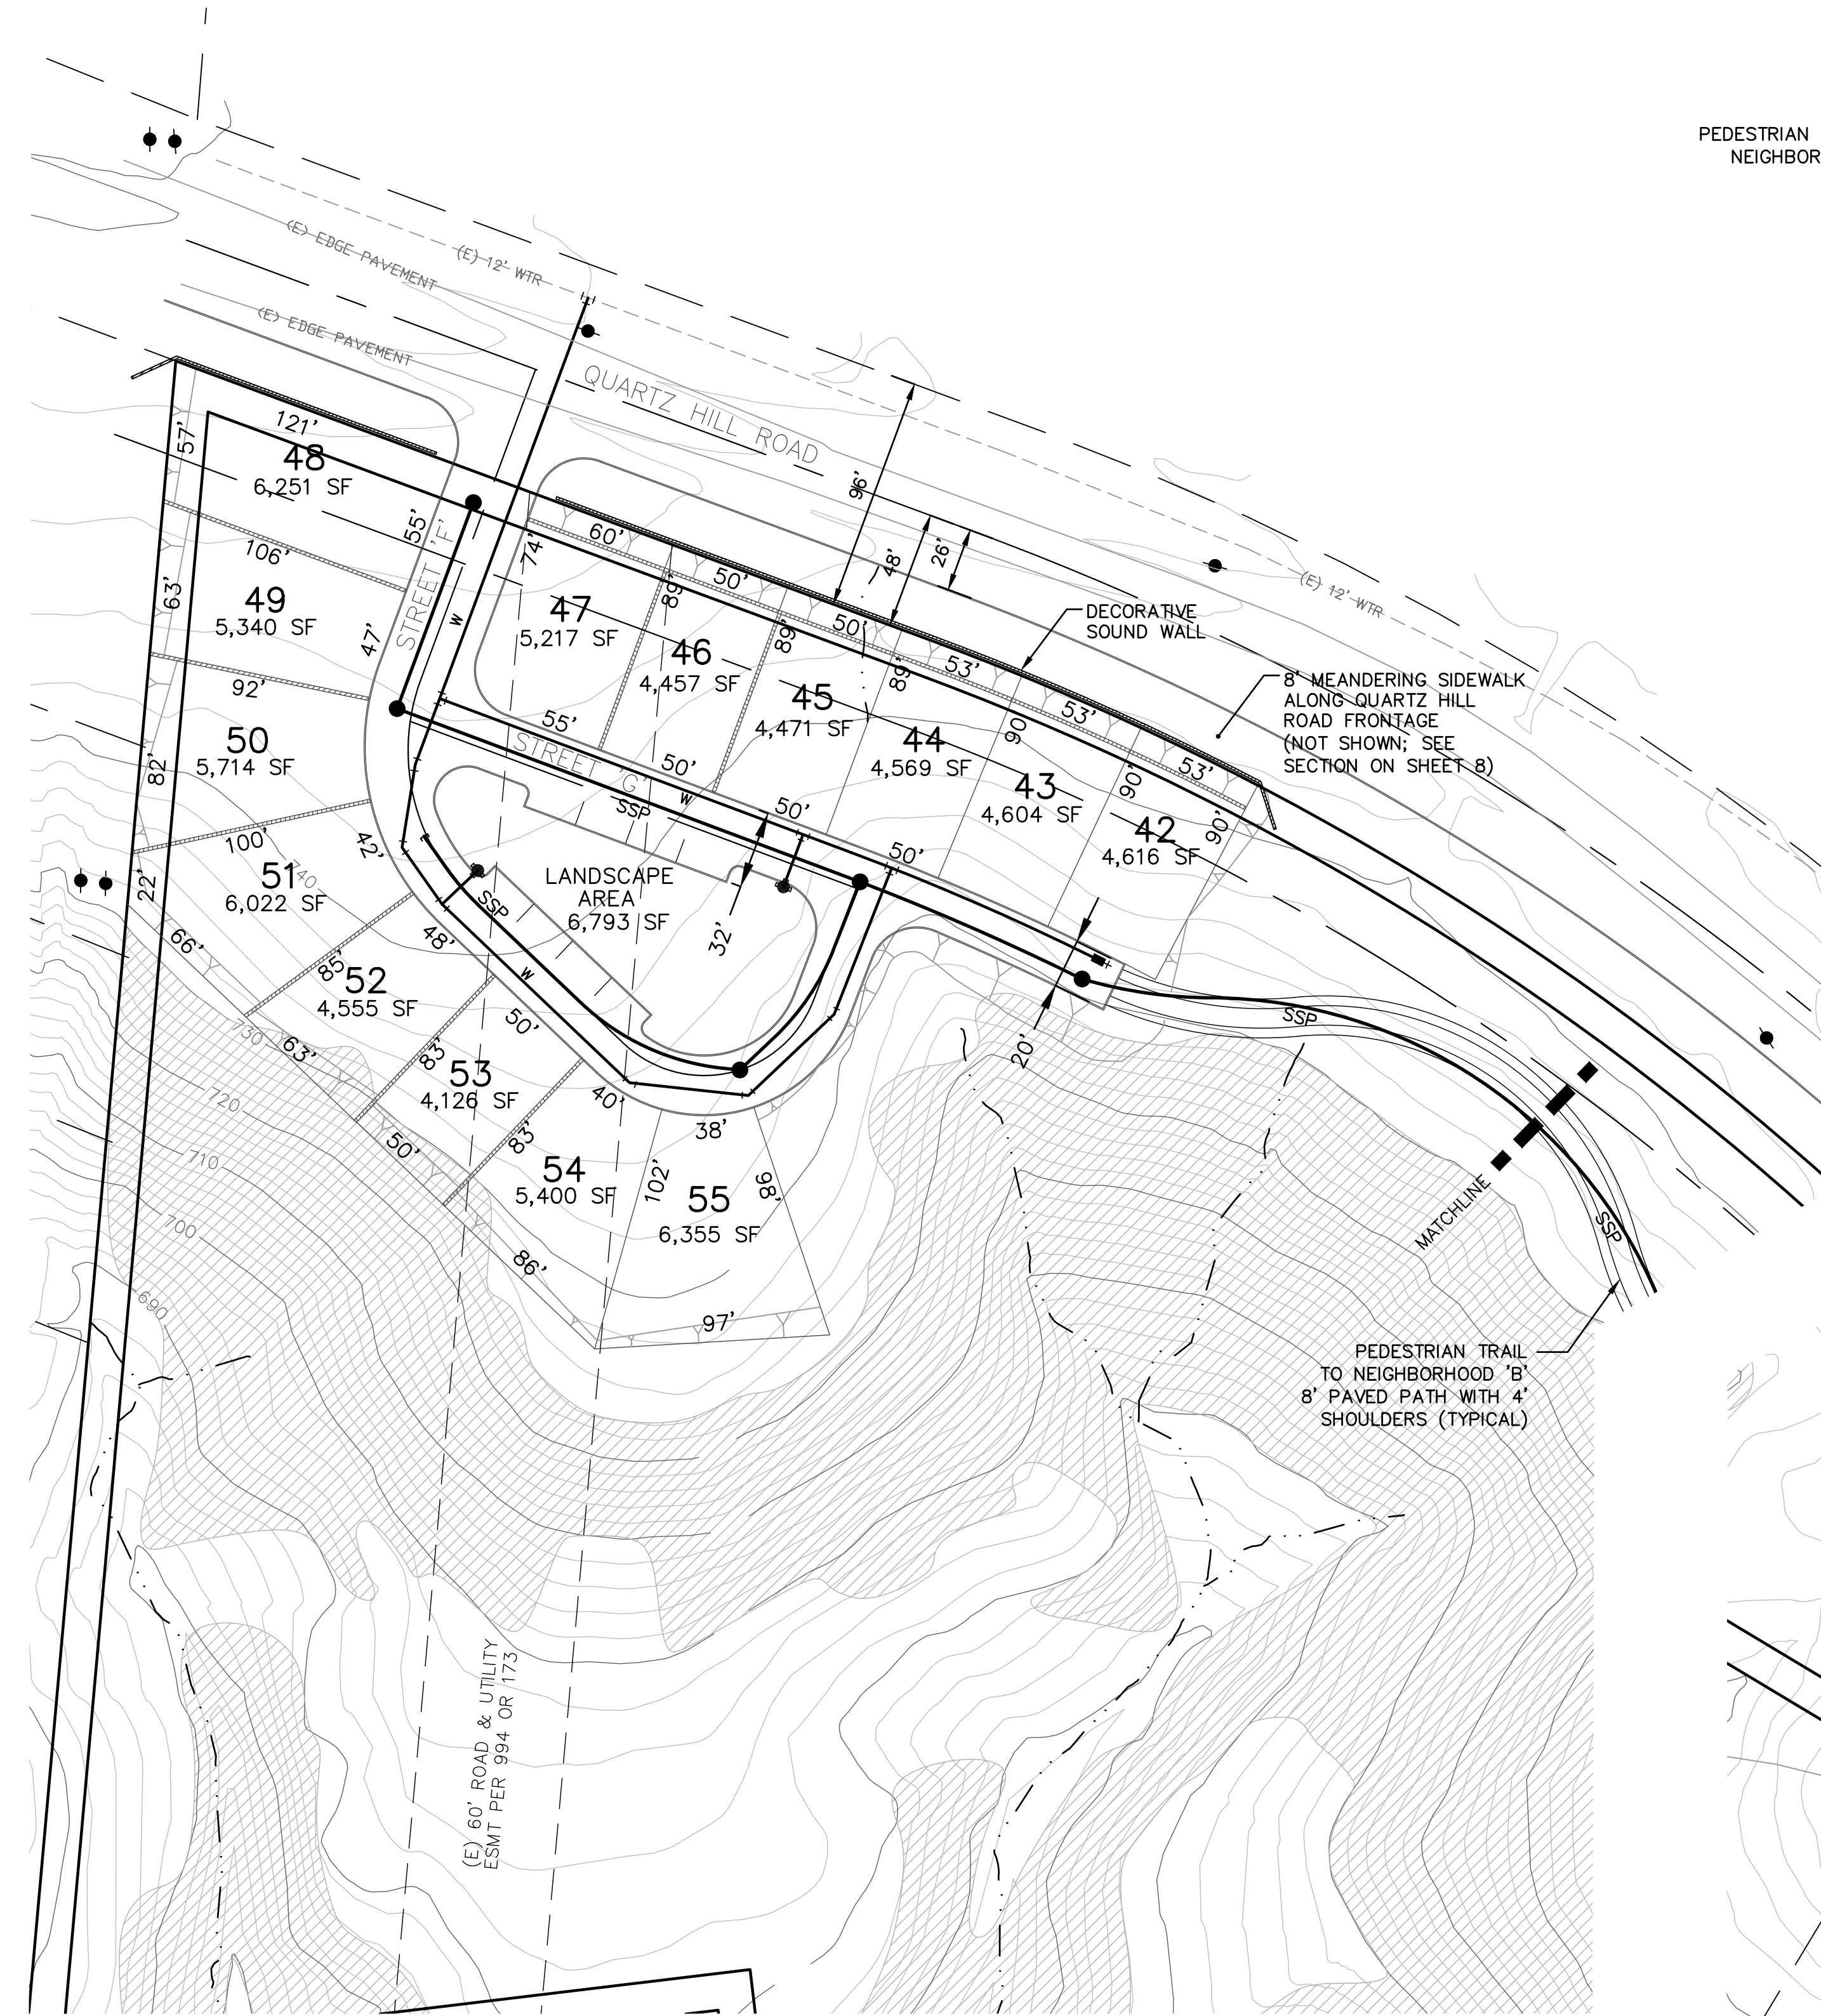 PEDESTRIAN
NEIGHBOR
(E) EDGE PAVEMENT
(E) 12' WTR
(E) EDGE PAVEMENT
QUARTZ HILL ROAD
121'
57'
48
6,251 SF
55'
STREET 'F'
74'
60'
50'
96'
48'
26'
(E) 12' WTR
DECORATIVE
SOUND WALL
106'
63'
49
5,340 SF
47'
W
47
5,217 SF
89'
46
4,457 SF
89'
50'
45
4,471 SF
89'
53'
44
4,569 SF
90
53'
43
4,604 SF
90'
53'
42
4,616 SF
90'
8' MEANDERING SIDEWALK
ALONG QUARTZ HILL
ROAD FRONTAGE
(NOT SHOWN; SEE
SECTION ON SHEET 8)
92'
50
5,714 SF
82'
55'
STREET 'G'
50'
SSP
W
50'
50'
100'
42'
51
6,022 SF
740
22'
66'
LANDSCAPE
AREA
6,793 SF
32'
SSP
48'
W
85'
52
4,555 SF
730
63'
50'
83'
53
4,126 SF
720
50'
40'
83'
38'
54
5,400 SF
102'
55
6,355 SF
98'
710
700
690
86'
97'
20'
SSP
MATCHLINE
SSP
PEDESTRIAN TRAIL
TO NEIGHBORHOOD 'B'
8' PAVED PATH WITH 4'
SHOULDERS (TYPICAL)
(E) 60' ROAD & UTILITY
ESMT PER 994 OR 173